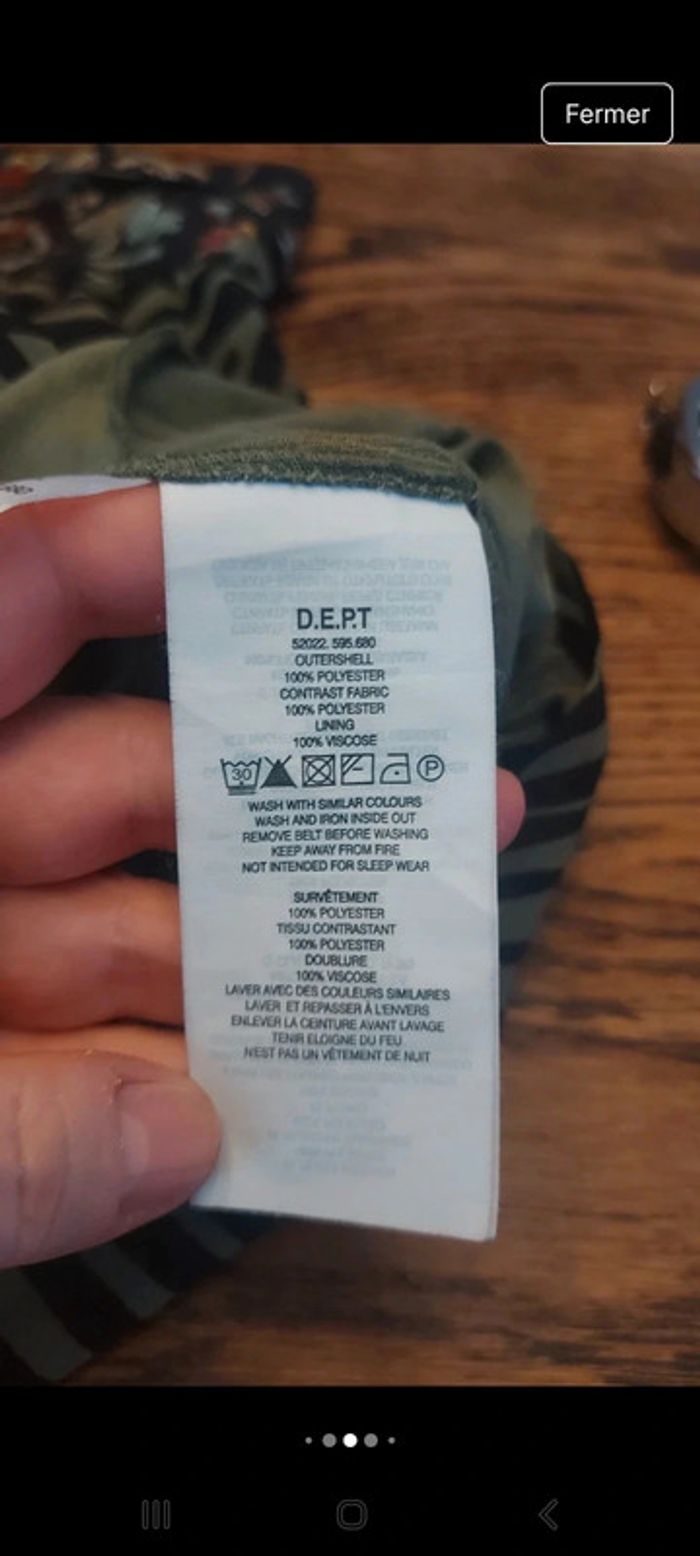 Fermer
D.E.P.T
52022. 595.680
OUTERSHELL
100% POLYESTER
CONTRAST FABRIC
100% POLYESTER
LINING
100% VISCOSE
30 P
WASH WITH SIMILAR COLOURS
WASH AND IRON INSIDE OUT
REMOVE BELT BEFORE WASHING
KEEP AWAY FROM FIRE
NOT INTENDED FOR SLEEP WEAR
SURVÊTEMENT
100% POLYESTER
TISSU CONTRASTANT
100% POLYESTER
DOUBLURE
100% VISCOSE
LAVER AVEC DES COULEURS SIMILAIRES
LAVER ET REPASSER À L'ENVERS
ENLEVER LA CEINTURE AVANT LAVAGE
TENIR ELOIGNE DU FEU
N'EST PAS UN VÊTEMENT DE NUIT